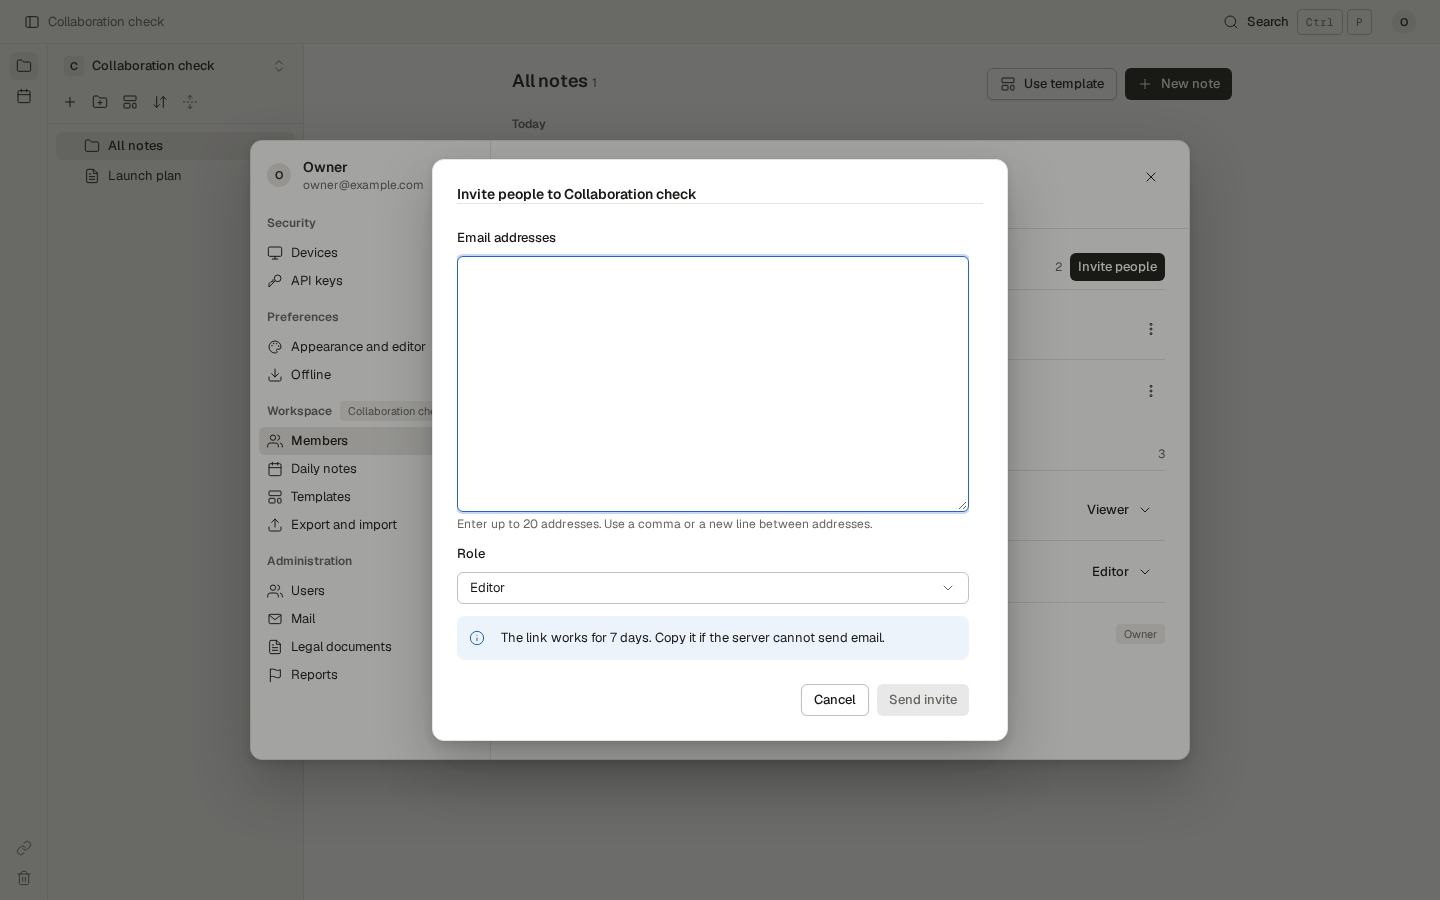 Collaboration check
Search Ctrl P O
C Collaboration check
All notes
Launch plan
All notes 1
Use template
New note
Today
O Owner
owner@example.com
Security
Devices
API keys
Preferences
Appearance and editor
Offline
Workspace Collaboration che
Members
Daily notes
Templates
Export and import
Administration
Users
Mail
Legal documents
Reports
2 Invite people
3
Viewer
Editor
Owner
Invite people to Collaboration check
Email addresses
Enter up to 20 addresses. Use a comma or a new line between addresses.
Role
Editor
The link works for 7 days. Copy it if the server cannot send email.
Cancel Send invite